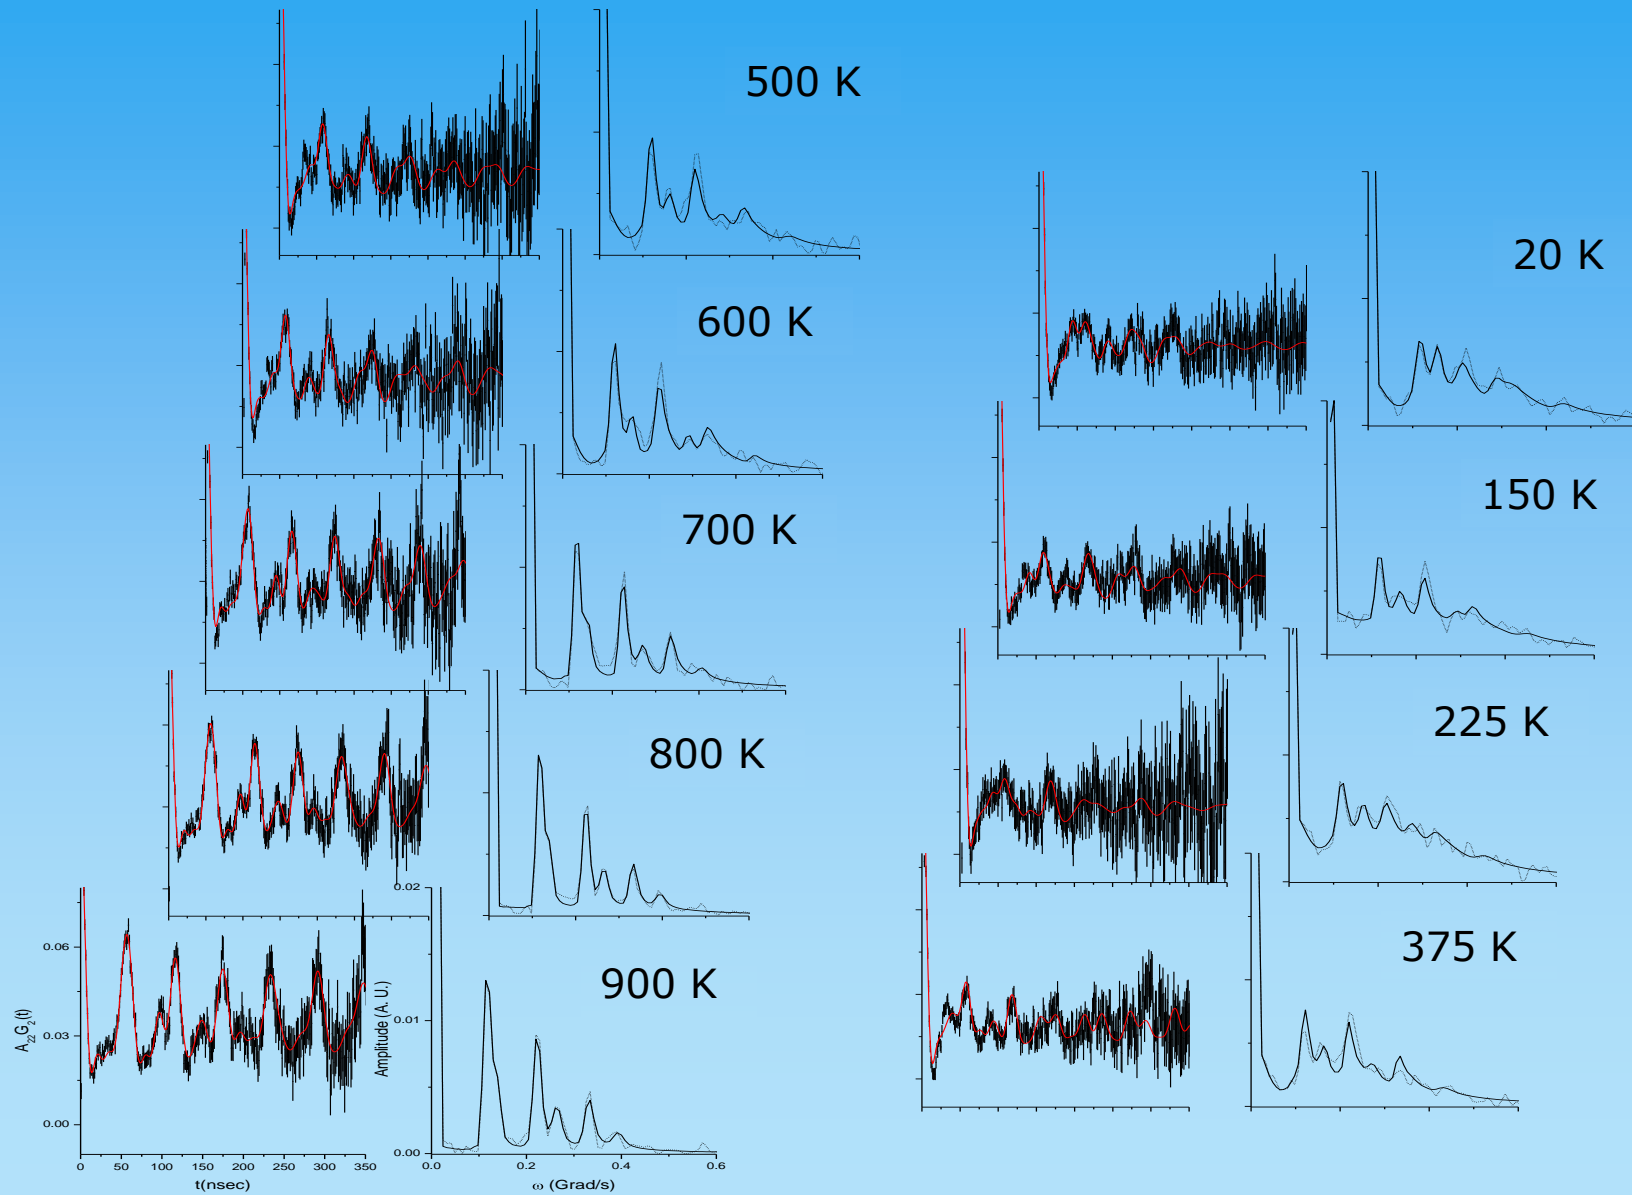 500 K
20 K
600 K
150 K
700 K
225 K
800 K
375 K
900 K
0.06
0.03
0.00
A22G2(t)
0 50 100 150 200 250 300 350
t(nsec)
0.02
0.01
0.00
Amplitude (A. U.)
0.0 0.2 0.4 0.6
ω (Grad/s)